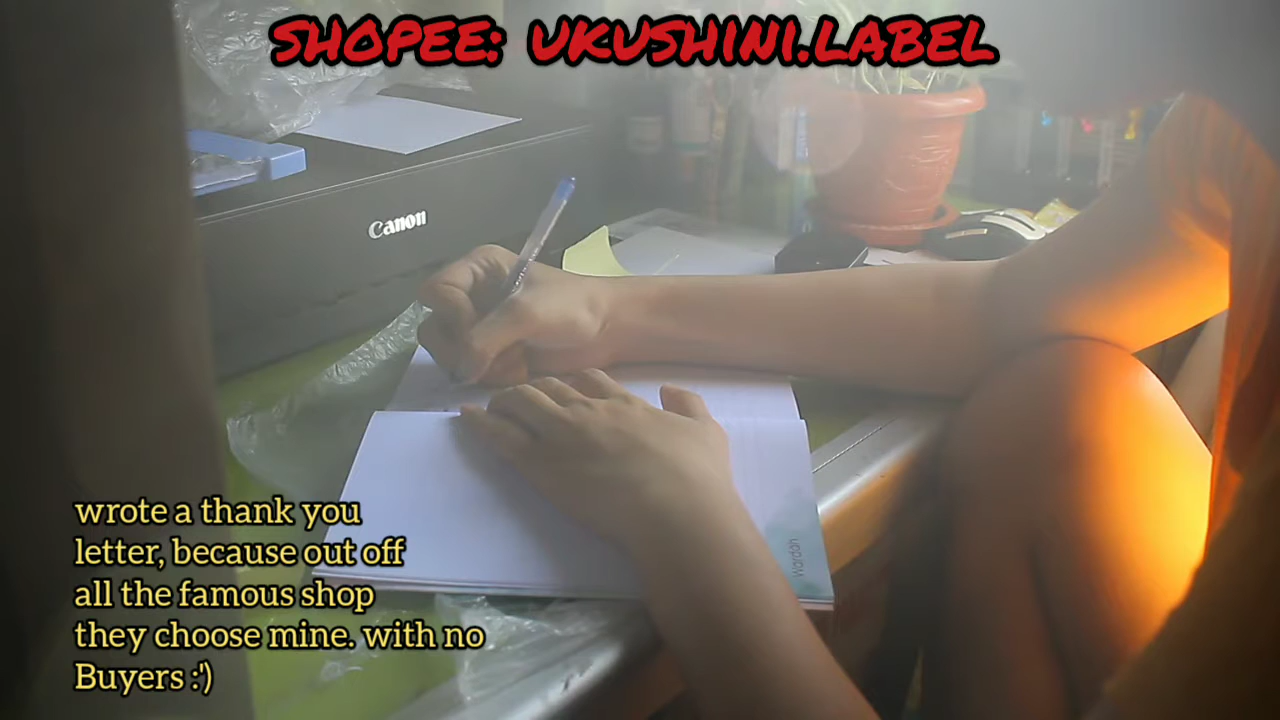 SHOPEE: UKUSHINI.LABEL
Canon
wrote a thank you
letter, because out off
all the famous shop
they choose mine. with no
Buyers :')
Wardah